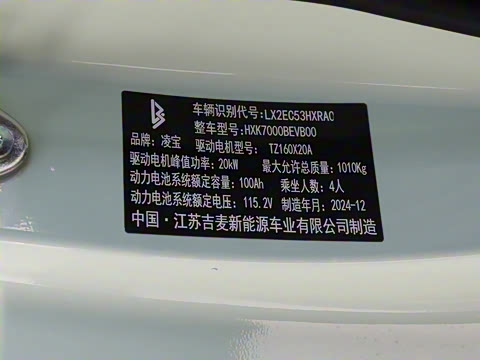 车辆识别代号:LX2EC53HXRAC
整车型号:HXK7000BEVB00
品牌:凌宝 驱动电机型号: TZ160X20A
驱动电机峰值功率:20kW 最大允许总质量:1010Kg
动力电池系统额定容量:100Ah 乘坐人数:4人
动力电池系统额定电压:115.2V 制造年月:2024-12
中国·江苏吉麦新能源车业有限公司制造